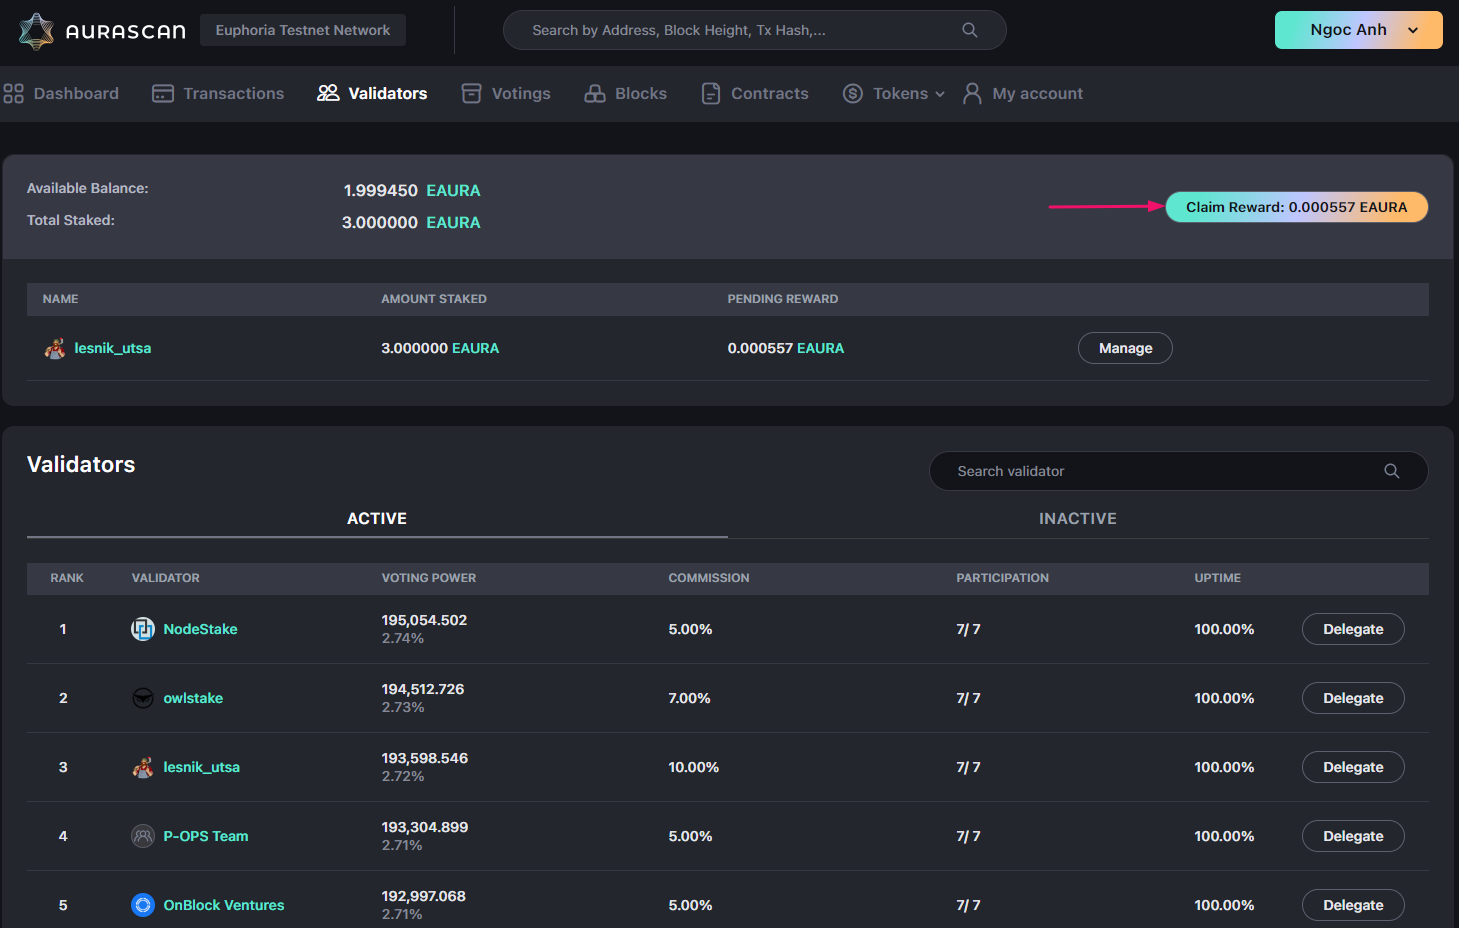 AURASCAN
Euphoria Testnet Network
Search by Address, Block Height, Tx Hash,...
Ngoc Anh
Dashboard Transactions Validators Votings Blocks Contracts Tokens My account
Available Balance: 1.999450 EAURA
Total Staked: 3.000000 EAURA
Claim Reward: 0.000557 EAURA
NAME AMOUNT STAKED PENDING REWARD
lesnik_utsa 3.000000 EAURA 0.000557 EAURA Manage
Validators
Search validator
ACTIVE INACTIVE
RANK VALIDATOR VOTING POWER COMMISSION PARTICIPATION UPTIME
1 NodeStake 195,054.502 5.00% 7/ 7 100.00% Delegate
2.74%
2 owlstake 194,512.726 7.00% 7/ 7 100.00% Delegate
2.73%
3 lesnik_utsa 193,598.546 10.00% 7/ 7 100.00% Delegate
2.72%
4 P-OPS Team 193,304.899 5.00% 7/ 7 100.00% Delegate
2.71%
5 OnBlock Ventures 192,997.068 5.00% 7/ 7 100.00% Delegate
2.71%